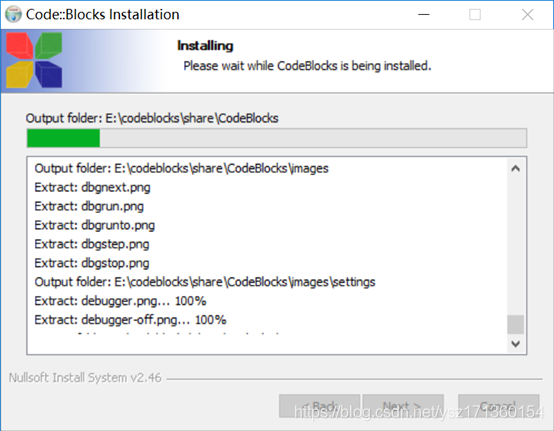 Code::Blocks Installation
Installing
Please wait while CodeBlocks is being installed.
Output folder: E:\codeblocks\share\CodeBlocks
Output folder: E:\codeblocks\share\CodeBlocks\images
Extract: dbgnext.png
Extract: dbgrun.png
Extract: dbgrunto.png
Extract: dbgstep.png
Extract: dbgstop.png
Output folder: E:\codeblocks\share\CodeBlocks\images\settings
Extract: debugger.png... 100%
Extract: debugger-off.png... 100%
Nullsoft Install System v2.46
< Back Next > Cancel
https://blog.csdn.net/ysz171360154